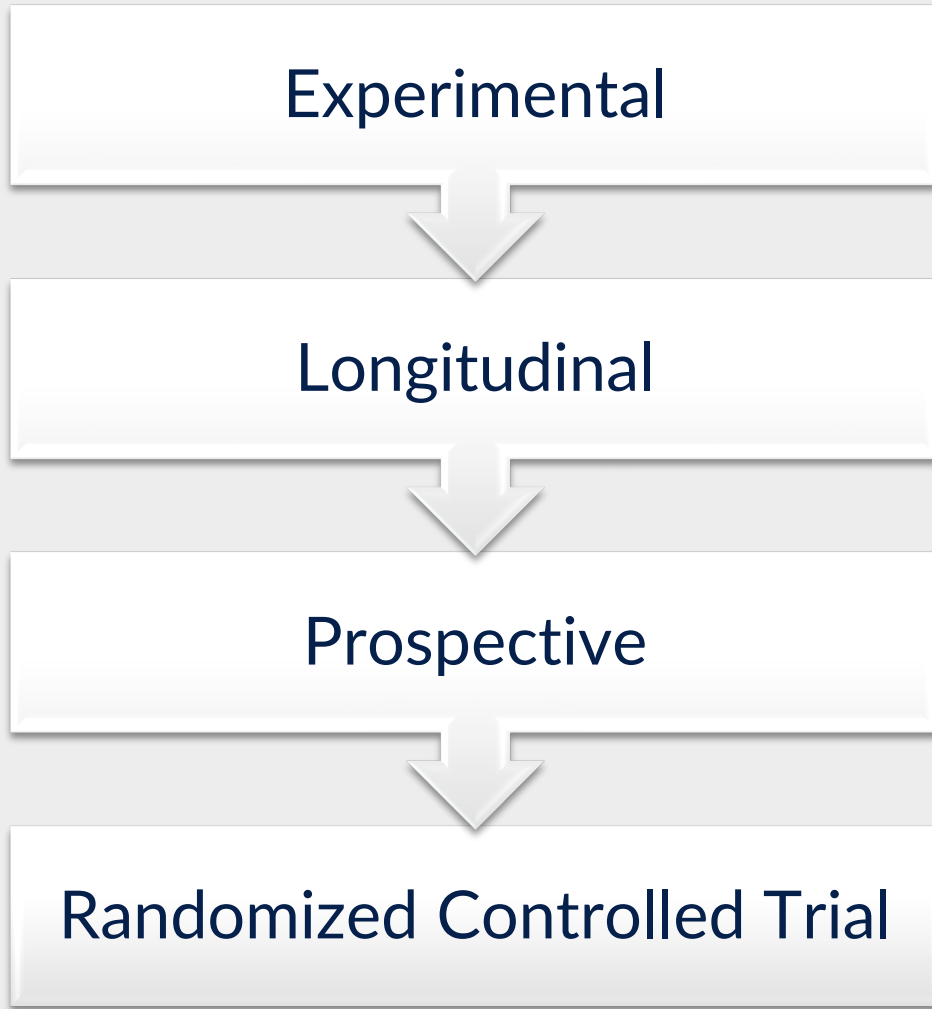 Experimental
Longitudinal
Prospective
Randomized Controlled Trial